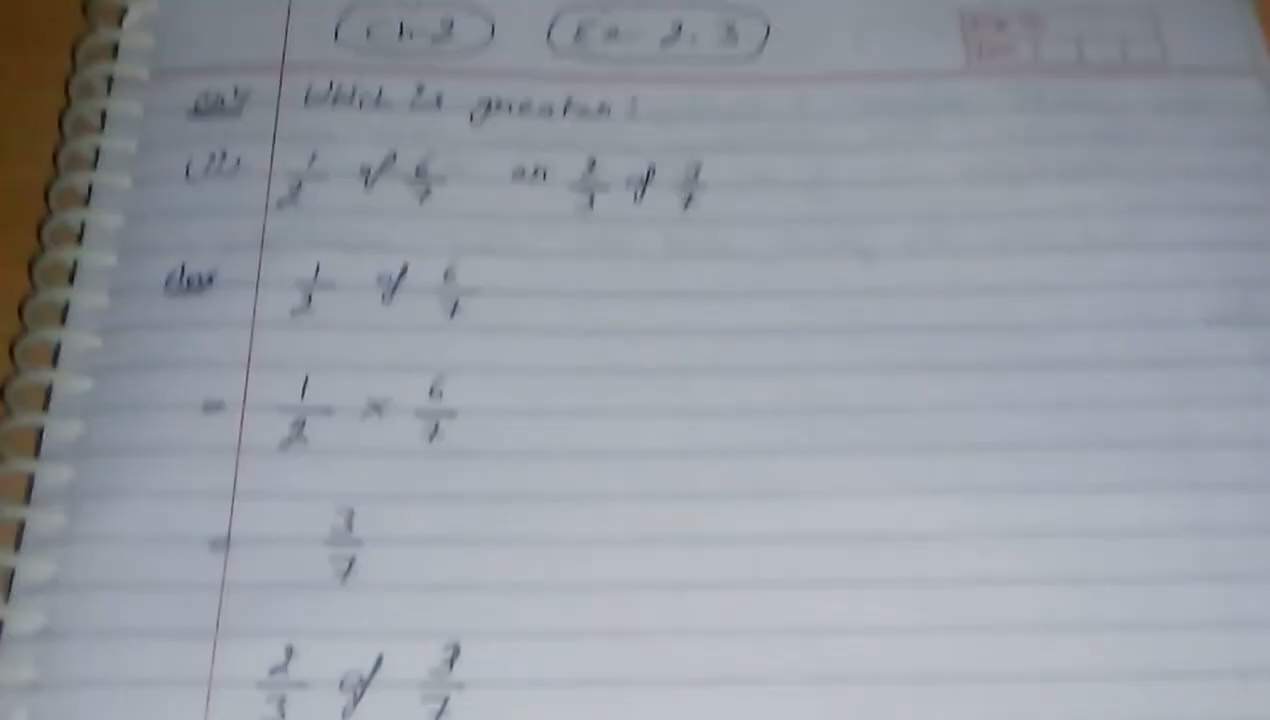 Ch. 2 Ex - 2.3
Which is greater :
(ii) 1/2 of 6/7 or 2/3 of 3/7
Ans 1/2 of 6/7
= 1/2 × 6/7
= 3/7
2/3 of 3/7